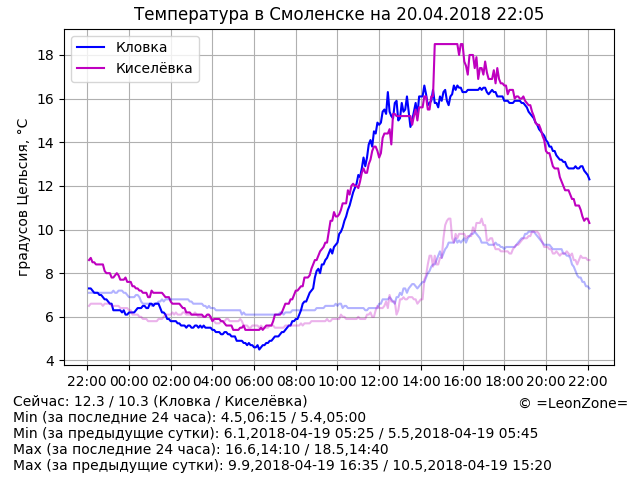 Температура в Смоленске на 20.04.2018 22:05
Кловка
Киселёвка
градусов Цельсия, °C
18
16
14
12
10
8
6
4
22:00 00:00 02:00 04:00 06:00 08:00 10:00 12:00 14:00 16:00 18:00 20:00 22:00
Сейчас: 12.3 / 10.3 (Кловка / Киселёвка)
© =LeonZone=
Min (за последние 24 часа): 4.5,06:15 / 5.4,05:00
Min (за предыдущие сутки): 6.1,2018-04-19 05:25 / 5.5,2018-04-19 05:45
Max (за последние 24 часа): 16.6,14:10 / 18.5,14:40
Max (за предыдущие сутки): 9.9,2018-04-19 16:35 / 10.5,2018-04-19 15:20